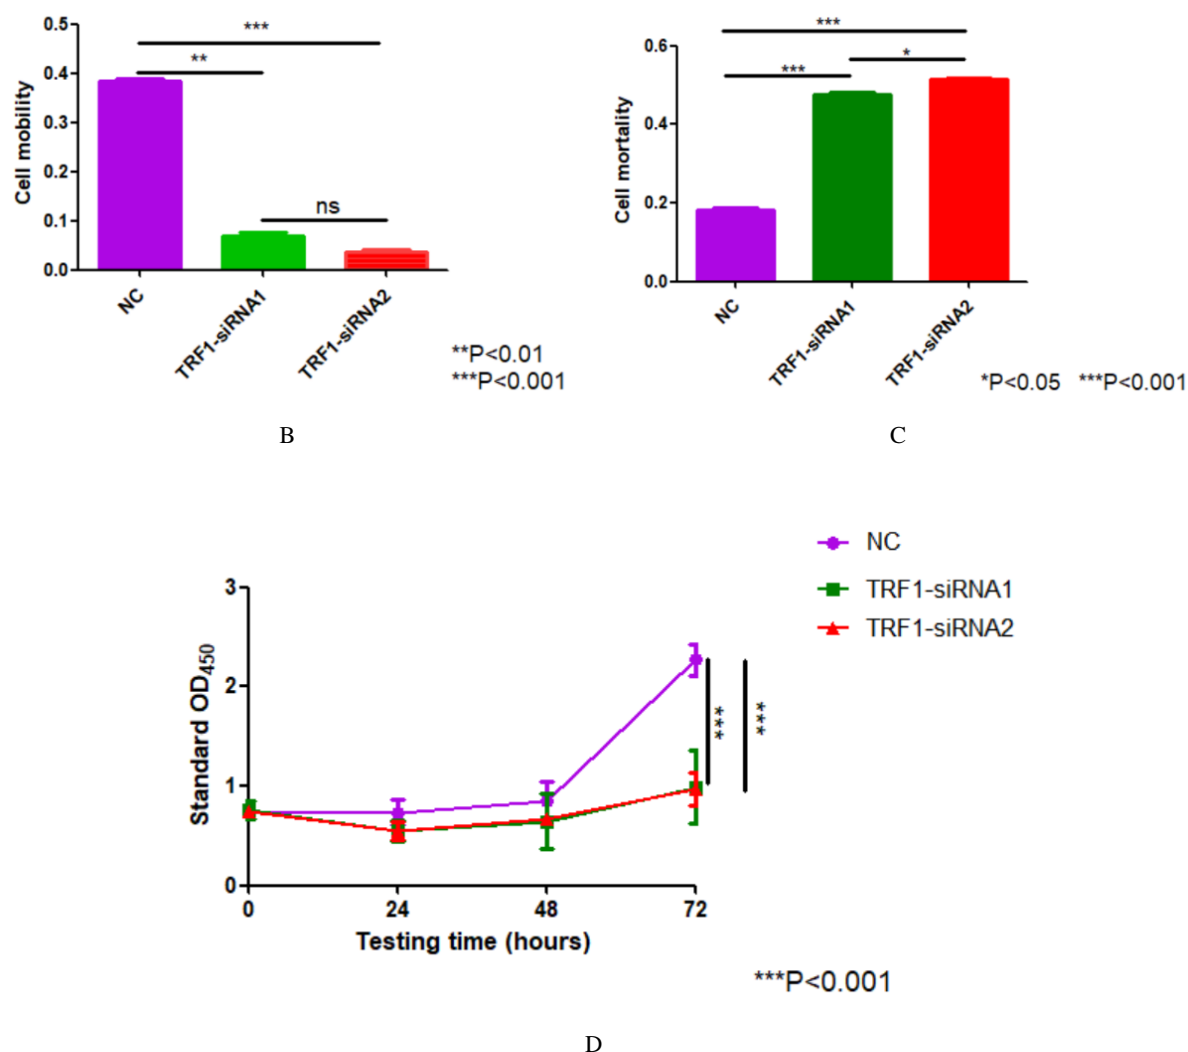 Cell mobility
0.5
0.4
0.3
0.2
0.1
0.0
***
**
ns
NC
TRF1-siRNA1
TRF1-siRNA2
**P<0.01
***P<0.001
B
Cell mortality
0.6
0.4
0.2
0.0
***
***
*
NC
TRF1-siRNA1
TRF1-siRNA2
*P<0.05 ***P<0.001
C
NC
TRF1-siRNA1
TRF1-siRNA2
Standard OD450
3
2
1
0
***
***
0 24 48 72
Testing time (hours)
***P<0.001
D